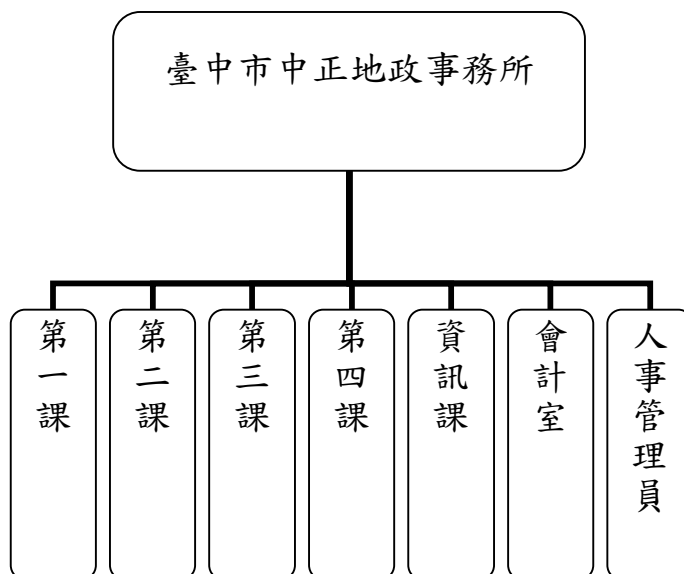 臺中市中正地政事務所
第一課
第二課
第三課
第四課
資訊課
會計室
人事管理員